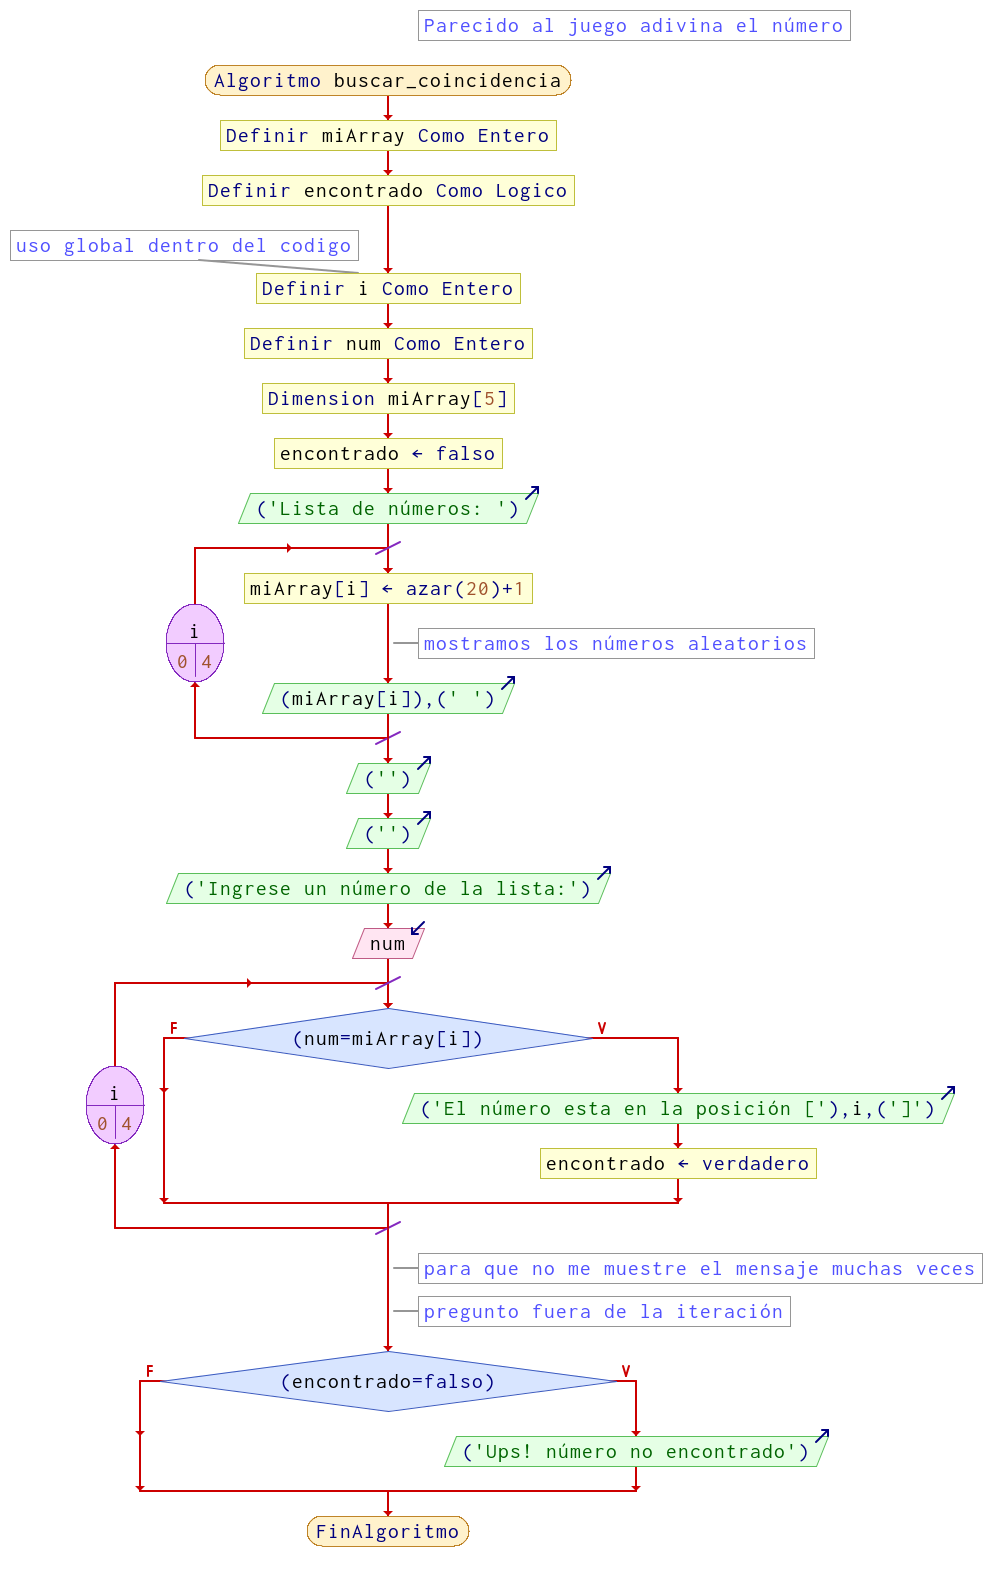 Parecido al juego adivina el número
Algoritmo buscar_coincidencia
Definir miArray Como Entero
Definir encontrado Como Logico
uso global dentro del codigo
Definir i Como Entero
Definir num Como Entero
Dimension miArray[5]
encontrado ← falso
('Lista de números: ')
miArray[i] ← azar(20)+1
i
0 4
mostramos los números aleatorios
(miArray[i]),(' ')
('')
('')
('Ingrese un número de la lista:')
num
F
V
(num=miArray[i])
i
0 4
('El número esta en la posición ['),i,(']')
encontrado ← verdadero
para que no me muestre el mensaje muchas veces
pregunto fuera de la iteración
F
V
(encontrado=falso)
('Ups! número no encontrado')
FinAlgoritmo